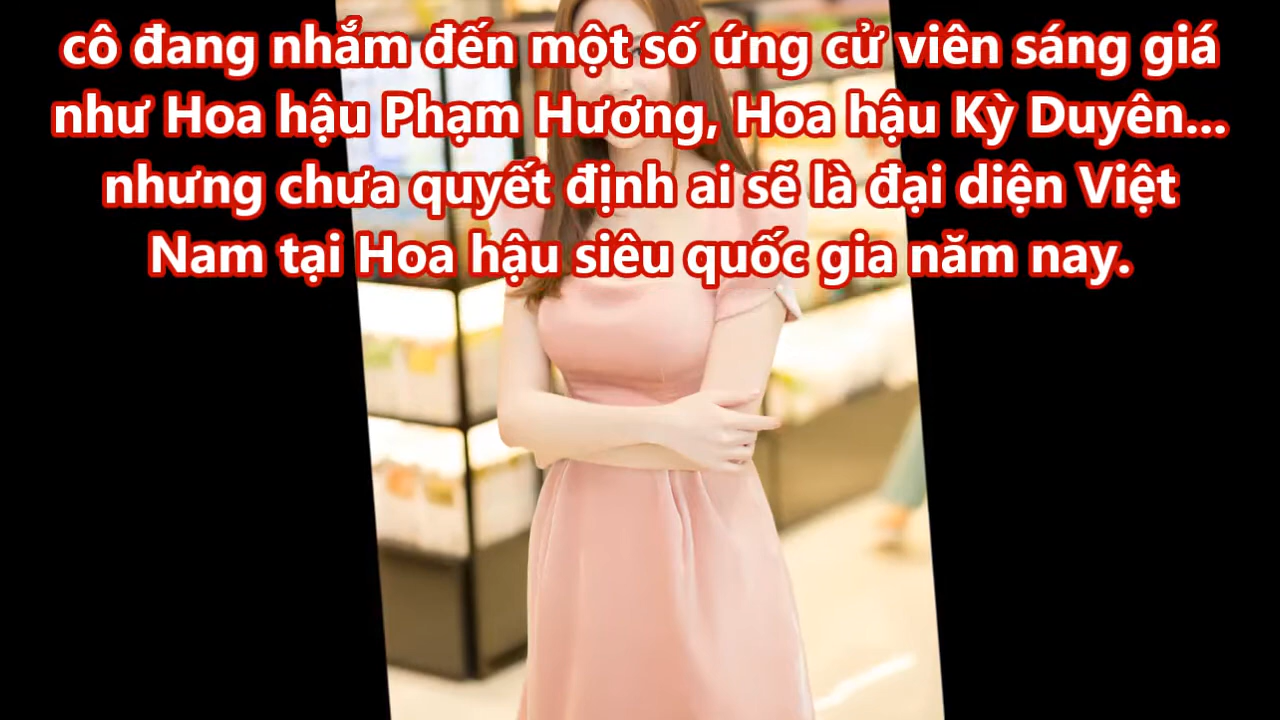 cô đang nhắm đến một số ứng cử viên sáng giá
như Hoa hậu Phạm Hương, Hoa hậu Kỳ Duyên...
nhưng chưa quyết định ai sẽ là đại diện Việt
Nam tại Hoa hậu siêu quốc gia năm nay.